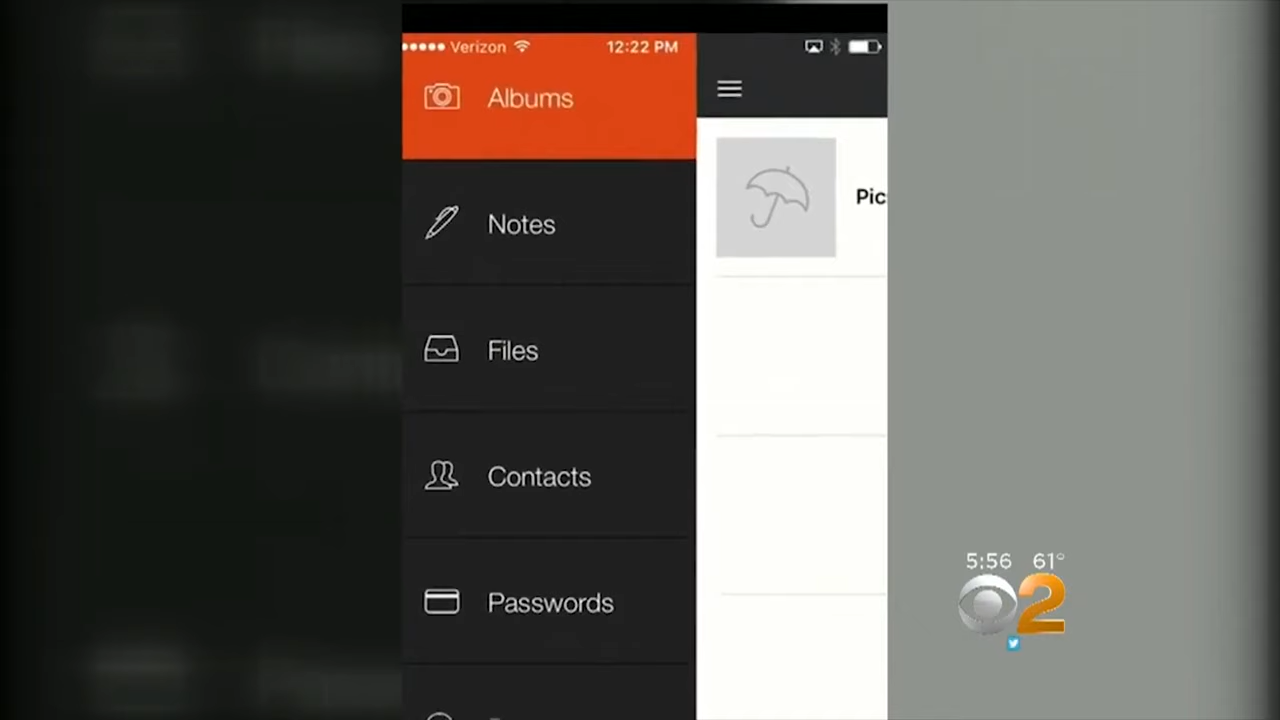 Verizon 12:22 PM
Albums
Notes
Pic
Files
Contacts
Passwords
5:56 61°
2